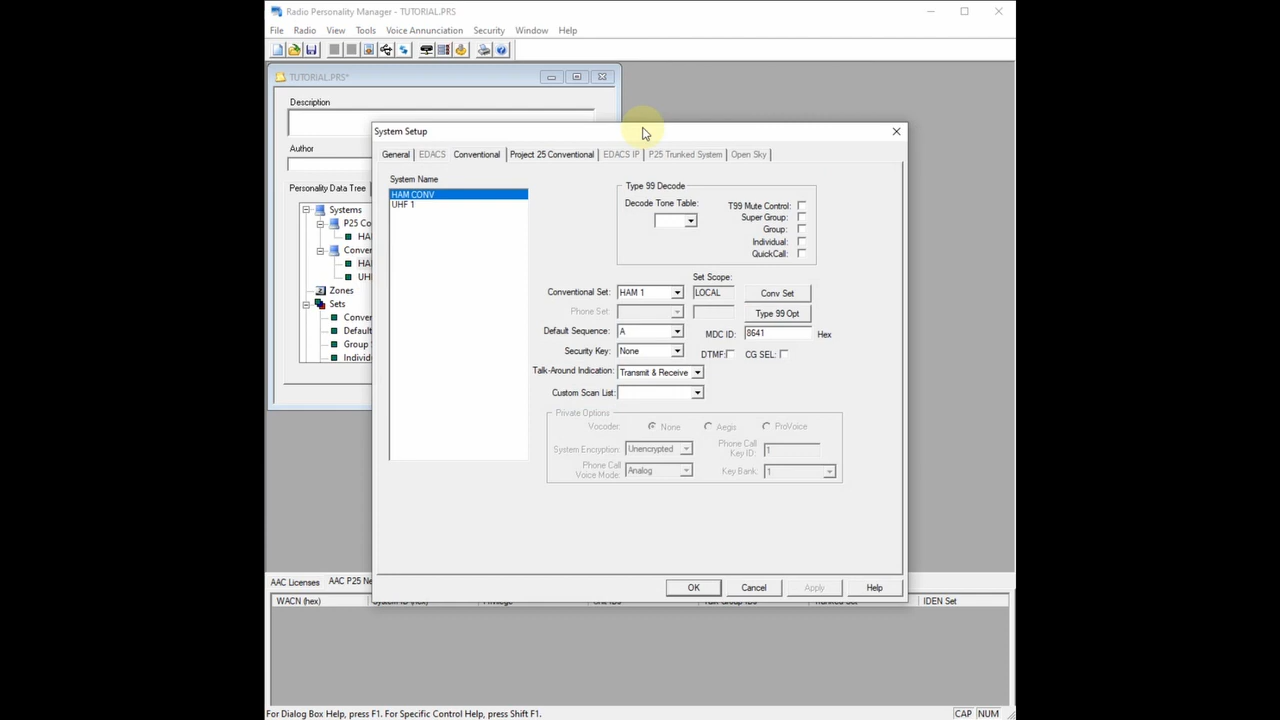 Radio Personality Manager - TUTORIAL.PRS
File Radio View Tools Voice Annunciation Security Window Help
TUTORIAL.PRS*
Description
Author
Personality Data Tree
Systems
P25 Co
HA
Conver
HA
UH
Zones
Sets
Conver
Default
Group S
Individ
System Setup
General EDACS Conventional Project 25 Conventional EDACS IP P25 Trunked System Open Sky
System Name
HAM CONV
UHF 1
Type 99 Decode
Decode Tone Table:
T99 Mute Control:
Super Group:
Group:
Individual:
QuickCall:
Set Scope:
Conventional Set: HAM 1 LOCAL Conv Set
Phone Set: Type 99 Opt
Default Sequence: A MDC ID: 8641 Hex
Security Key: None DTMF: CG SEL:
Talk-Around Indication: Transmit & Receive
Custom Scan List:
Private Options
Vocoder: None Aegis ProVoice
System Encryption: Unencrypted Phone Call Key ID: 1
Phone Call Voice Mode: Analog Key Bank: 1
OK Cancel Apply Help
AAC Licenses AAC P25 Ne
WACN (hex) IDEN Set
For Dialog Box Help, press F1. For Specific Control Help, press Shift F1. CAP NUM